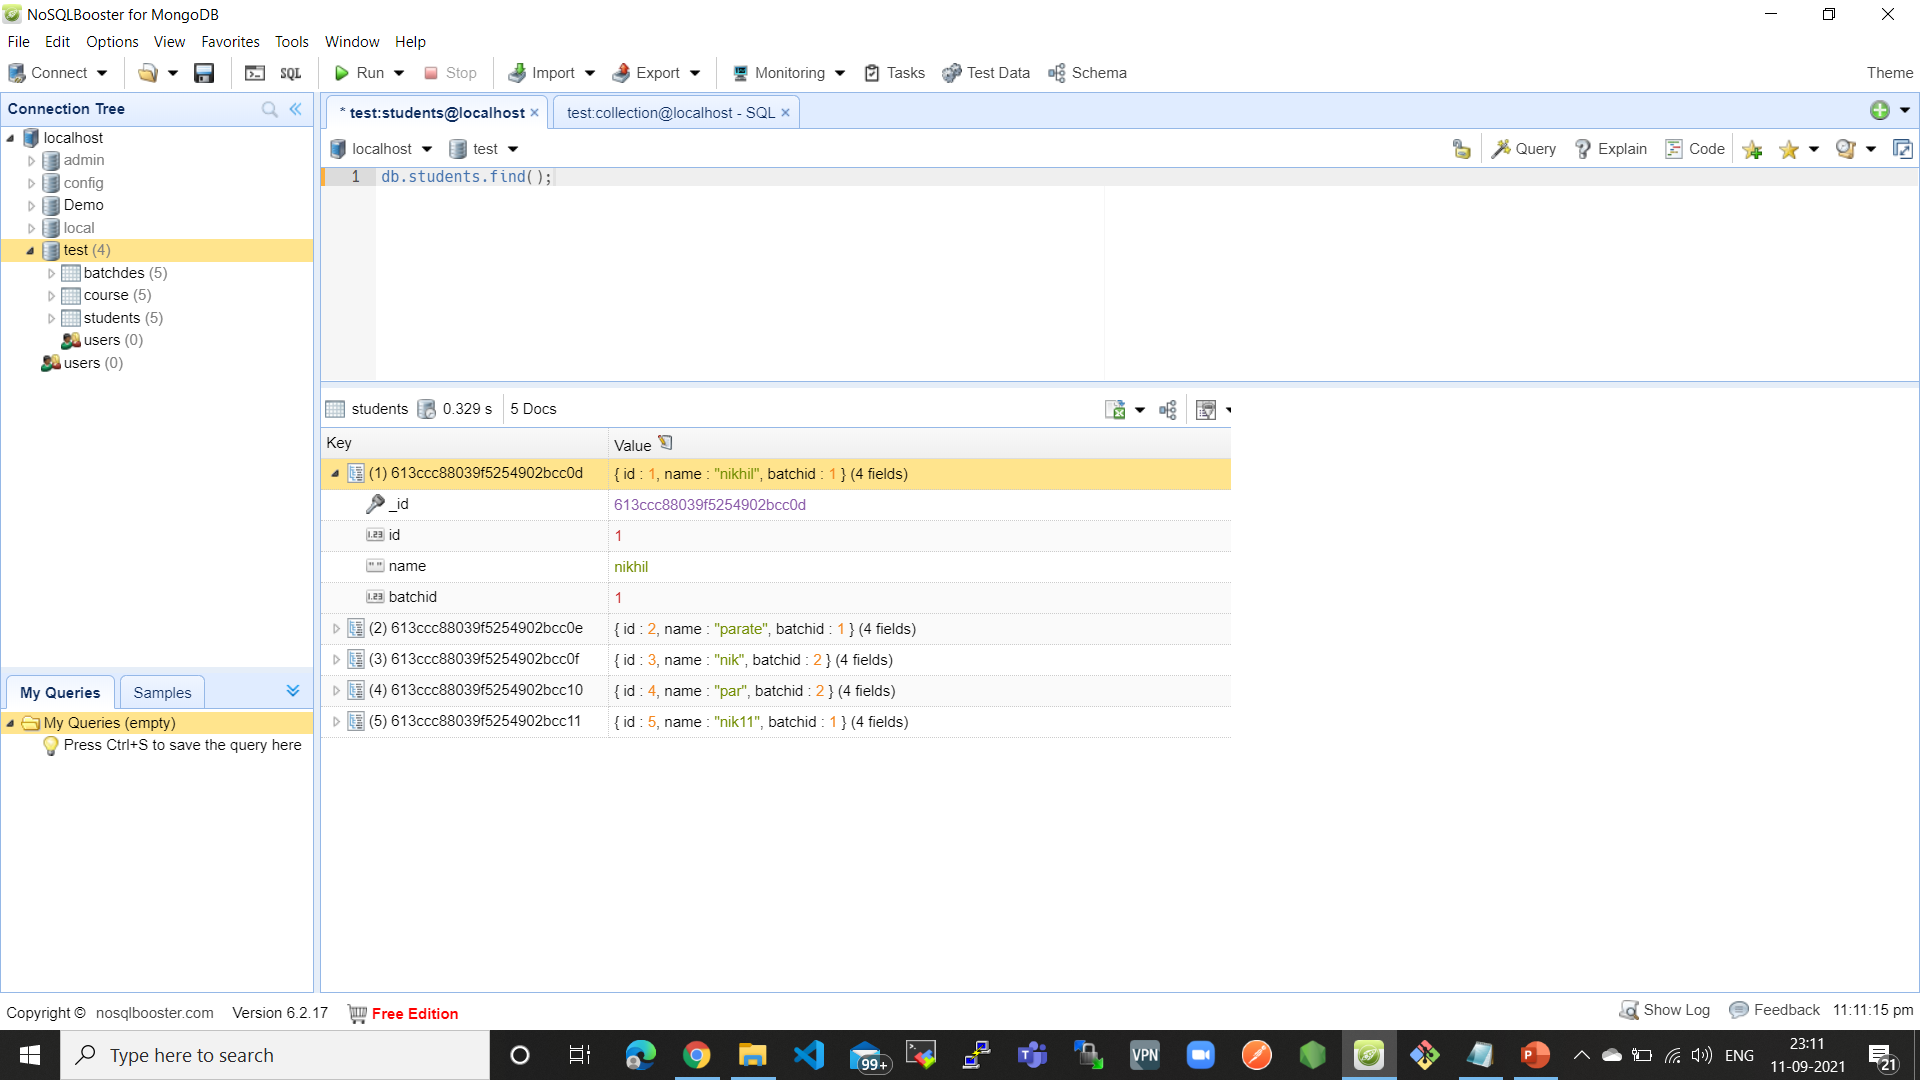 NoSQLBooster for MongoDB
File Edit Options View Favorites Tools Window Help
Connect SQL Run Stop Import Export Monitoring Tasks Test Data Schema Theme
Connection Tree
localhost
admin
config
Demo
local
test (4)
batchdes (5)
course (5)
students (5)
users (0)
users (0)
My Queries Samples
My Queries (empty)
Press Ctrl+S to save the query here
* test:students@localhost × test:collection@localhost - SQL ×
localhost test Query Explain Code
1 db.students.find();
students 0.329 s 5 Docs
Key Value
(1) 613ccc88039f5254902bcc0d { id : 1, name : "nikhil", batchid : 1 } (4 fields)
_id 613ccc88039f5254902bcc0d
1.23 id 1
" " name nikhil
1.23 batchid 1
(2) 613ccc88039f5254902bcc0e { id : 2, name : "parate", batchid : 1 } (4 fields)
(3) 613ccc88039f5254902bcc0f { id : 3, name : "nik", batchid : 2 } (4 fields)
(4) 613ccc88039f5254902bcc10 { id : 4, name : "par", batchid : 2 } (4 fields)
(5) 613ccc88039f5254902bcc11 { id : 5, name : "nik11", batchid : 1 } (4 fields)
Copyright © nosqlbooster.com Version 6.2.17 Free Edition Show Log Feedback 11:11:15 pm
Type here to search 99+ VPN ENG 23:11
11-09-2021 21